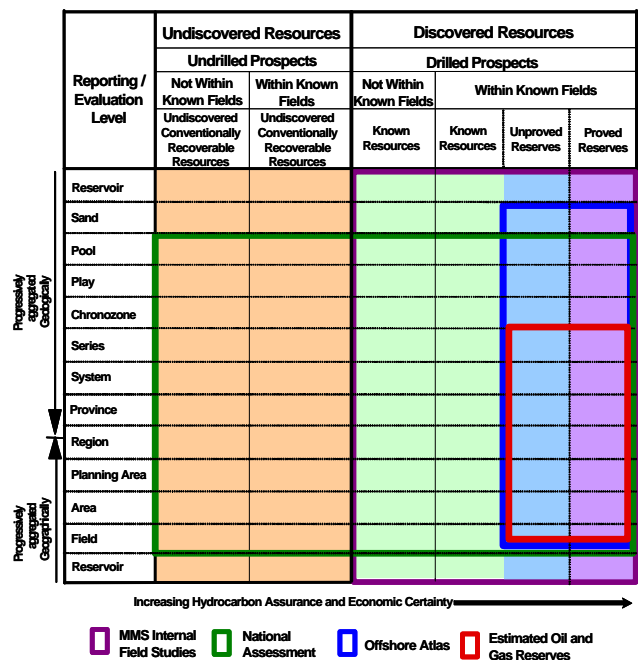 Undiscovered Resources
Discovered Resources
Undrilled Prospects
Drilled Prospects
Reporting /
Evaluation
Level
Not Within
Known Fields
Within Known
Fields
Not Within
Known Fields
Within Known Fields
Undiscovered
Conventionally
Recoverable
Resources
Undiscovered
Conventionally
Recoverable
Resources
Known
Resources
Known
Resources
Unproved
Reserves
Proved
Reserves
Progressively
aggregated
Geologically
Reservoir
Sand
Pool
Play
Chronozone
Series
System
Province
Region
Progressively
aggregated
Geographically
Planning Area
Area
Field
Reservoir
Increasing Hydrocarbon Assurance and Economic Certainty
MMS Internal
Field Studies
National
Assessment
Offshore Atlas
Estimated Oil and
Gas Reserves